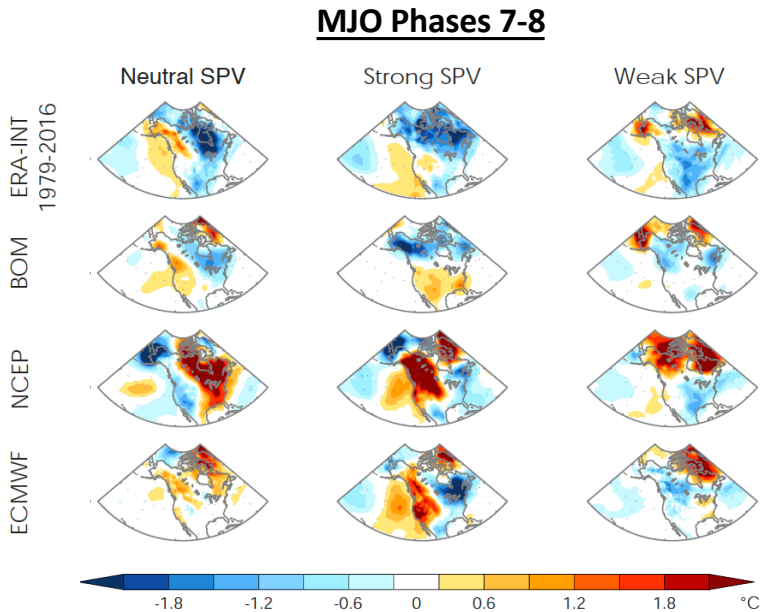 MJO Phases 7-8
Neutral SPV
Strong SPV
Weak SPV
ERA-INT
1979-2016
BOM
NCEP
ECMWF
-1.8
-1.2
-0.6
0
0.6
1.2
1.8
°C